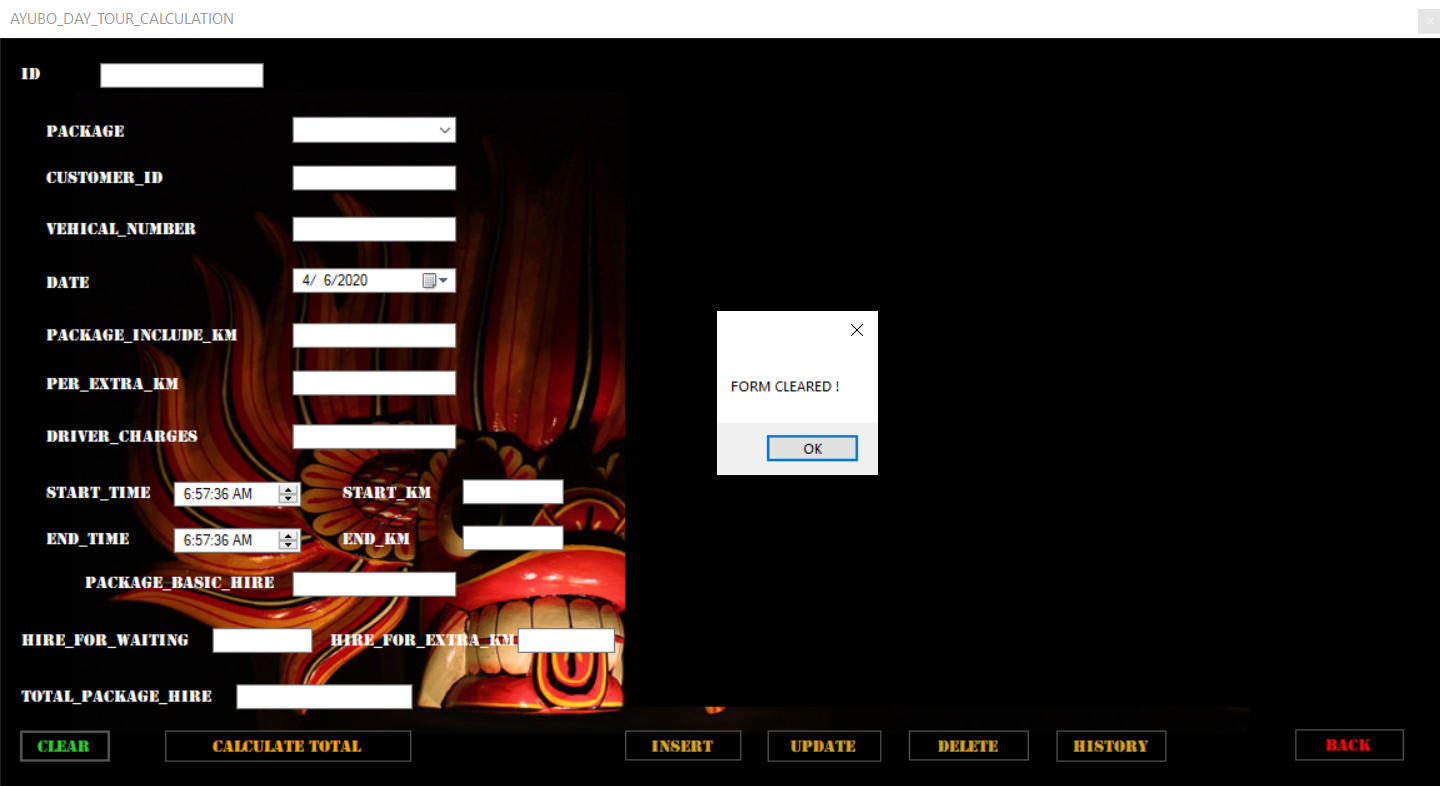 AYUBO_DAY_TOUR_CALCULATION
ID
PACKAGE
CUSTOMER_ID
VEHICAL_NUMBER
DATE 4/ 6/2020
PACKAGE_INCLUDE_KM
PER_EXTRA_KM
FORM CLEARED !
DRIVER_CHARGES
OK
START_TIME 6:57:36 AM START_KM
END_TIME 6:57:36 AM END_KM
PACKAGE_BASIC_HIRE
HIRE_FOR_WAITING HIRE_FOR_EXTRA_KM
TOTAL_PACKAGE_HIRE
CLEAR CALCULATE TOTAL INSERT UPDATE DELETE HISTORY BACK